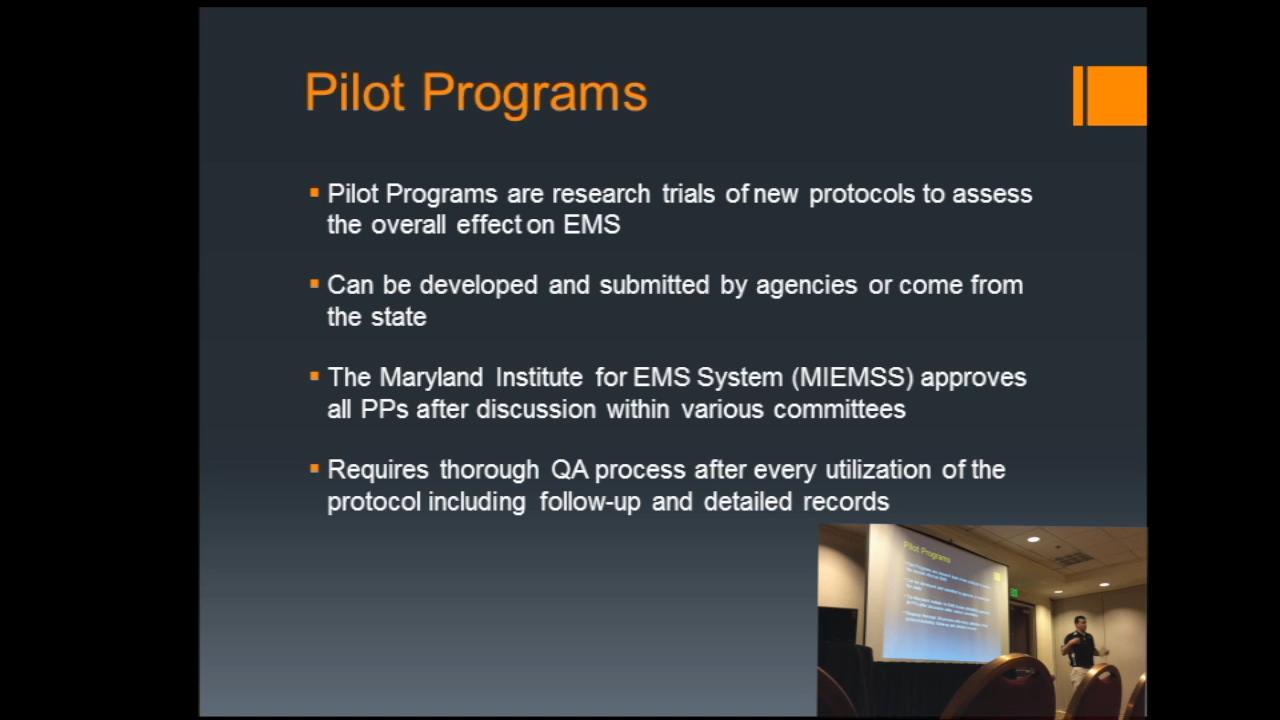 Pilot Programs
▪ Pilot Programs are research trials of new protocols to assess
the overall effect on EMS
▪ Can be developed and submitted by agencies or come from
the state
▪ The Maryland Institute for EMS System (MIEMSS) approves
all PPs after discussion within various committees
▪ Requires thorough QA process after every utilization of the
protocol including follow-up and detailed records
Pilot Programs